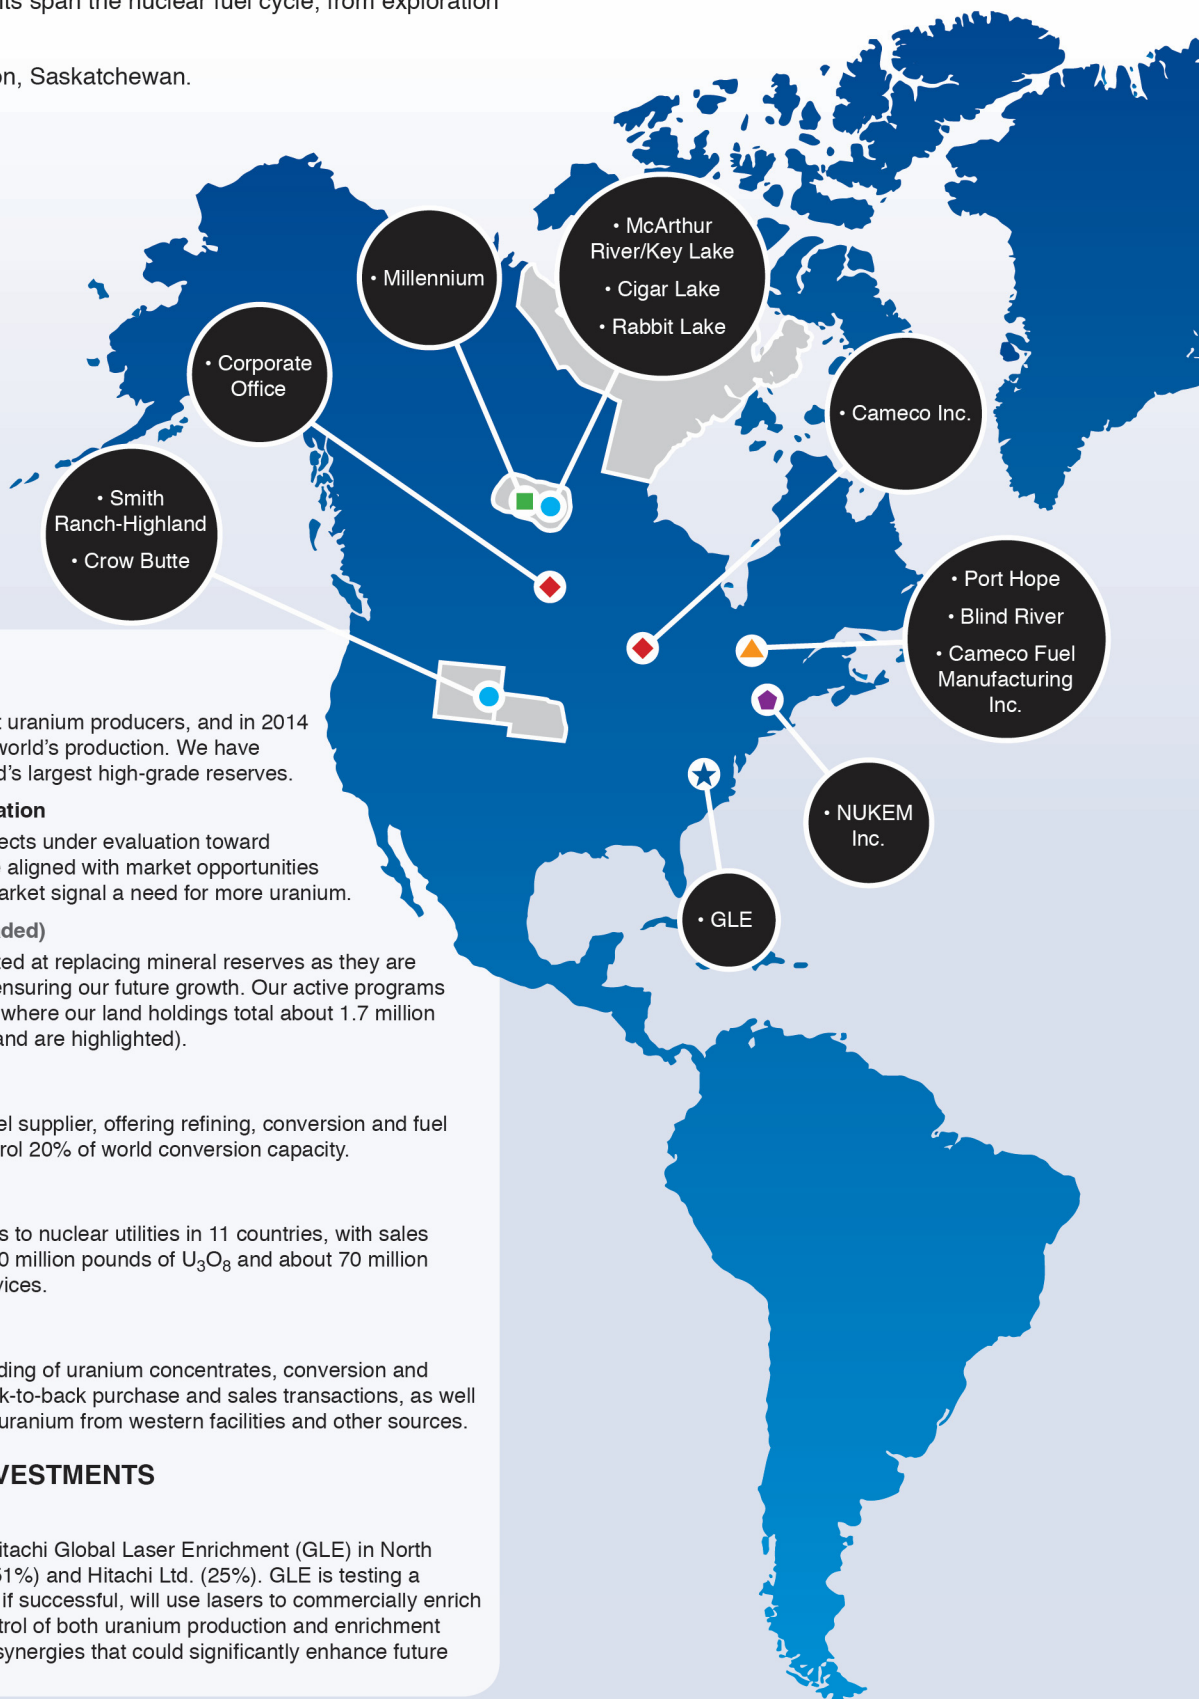 span the nuclear fuel cycle, from exploration
Saskatchewan.
• McArthur
River/Key Lake
• Cigar Lake
• Rabbit Lake
• Millennium
• Corporate
Office
• Cameco Inc.
• Smith
Ranch-Highland
• Crow Butte
• Port Hope
• Blind River
• Cameco Fuel
Manufacturing
Inc.
• NUKEM
Inc.
• GLE
uranium producers, and in 2014
world’s production. We have
d’s largest high-grade reserves.
ation
ects under evaluation toward
aligned with market opportunities
arket signal a need for more uranium.
ded)
ted at replacing mineral reserves as they are
ensuring our future growth. Our active programs
where our land holdings total about 1.7 million
and are highlighted).
el supplier, offering refining, conversion and fuel
rol 20% of world conversion capacity.
s to nuclear utilities in 11 countries, with sales
0 million pounds of U₃O₈ and about 70 million
vices.
ding of uranium concentrates, conversion and
k-to-back purchase and sales transactions, as well
uranium from western facilities and other sources.
VESTMENTS
itachi Global Laser Enrichment (GLE) in North
51%) and Hitachi Ltd. (25%). GLE is testing a
if successful, will use lasers to commercially enrich
trol of both uranium production and enrichment
synergies that could significantly enhance future